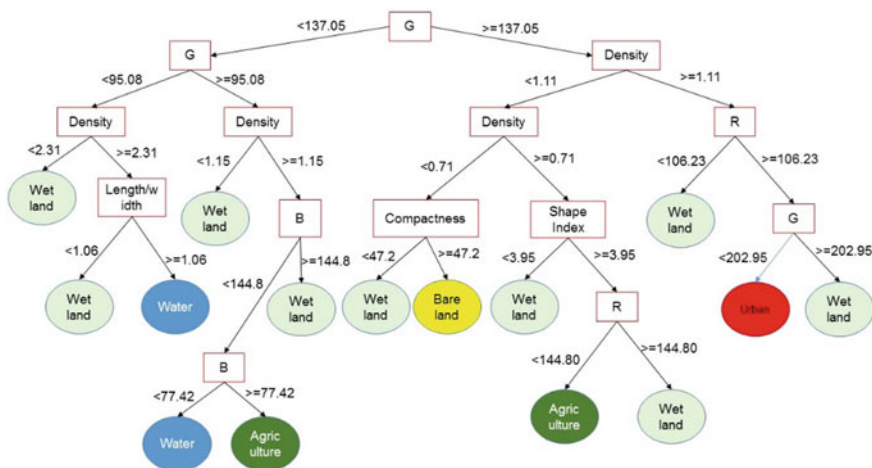 <137.05
G
>=137.05
G
Density
<95.08
>=95.08
<1.11
>=1.11
Density
Density
Density
R
<2.31
>=2.31
<1.15
>=1.15
<0.71
>=0.71
<106.23
>=106.23
Wet
land
Length/w
idth
Wet
land
B
Compactness
Shape
Index
Wet
land
G
<1.06
>=1.06
<144.8
>=144.8
<47.2
>=47.2
<3.95
>=3.95
<202.95
>=202.95
Wet
land
Water
Wet
land
Wet
land
Bare
land
Wet
land
R
Urban
Wet
land
B
<144.80
>=144.80
<77.42
>=77.42
Agric
ulture
Wet
land
Water
Agric
ulture